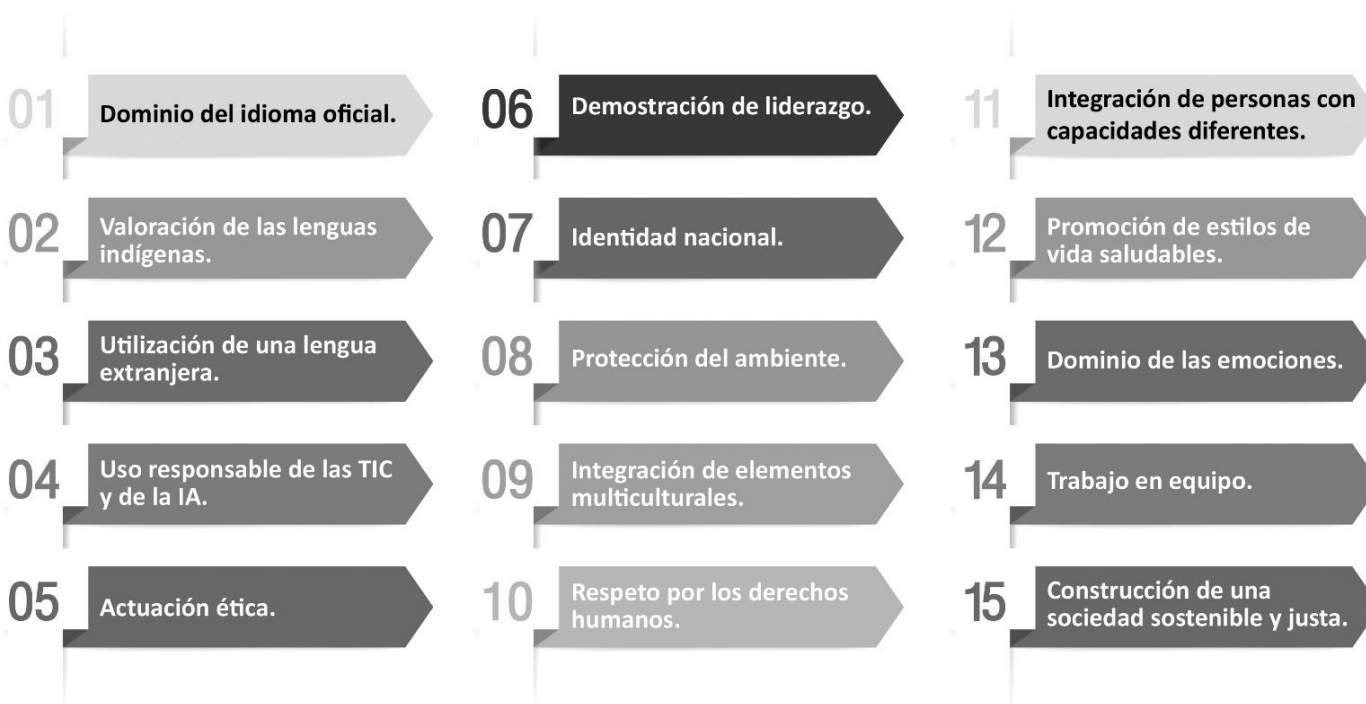 01
Dominio del idioma oficial.
02
Valoración de las lenguas
indígenas.
03
Utilización de una lengua
extranjera.
04
Uso responsable de las TIC
y de la IA.
05
Actuación ética.
06
Demostración de liderazgo.
07
Identidad nacional.
08
Protección del ambiente.
09
Integración de elementos
multiculturales.
10
Respeto por los derechos
humanos.
11
Integración de personas con
capacidades diferentes.
12
Promoción de estilos de
vida saludables.
13
Dominio de las emociones.
14
Trabajo en equipo.
15
Construcción de una
sociedad sostenible y justa.